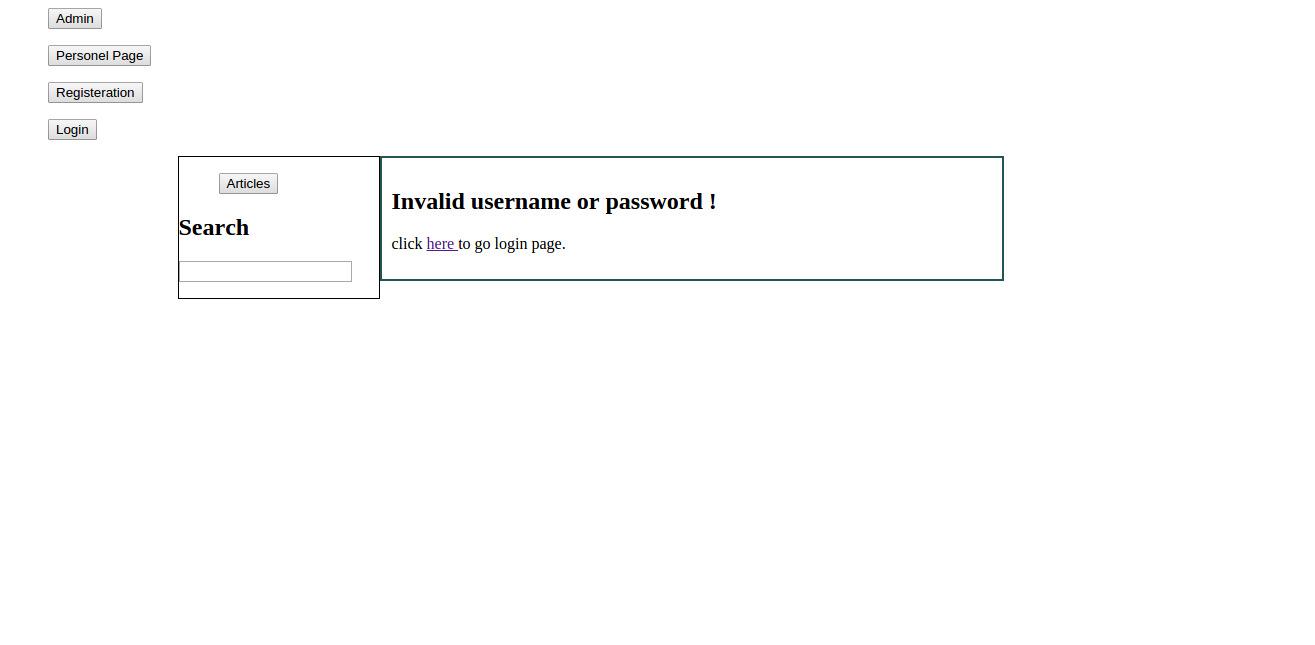 Admin
Personel Page
Registeration
Login
Articles
Search
Invalid username or password !
click here to go login page.